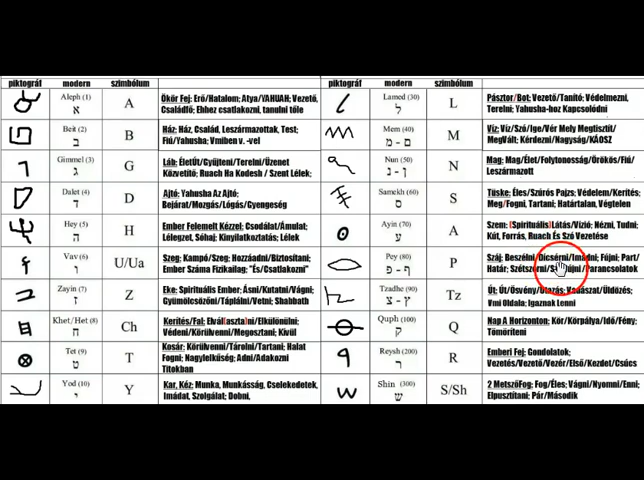 piktográf modern szimbólum piktográf modern szimbólum
Aleph (1)
א
A
Ökör Fej: Erő/Hatalom; Atya/YAHUAH; Vezető,
Családfő; Ehhez csatlakozni, tanulni tőle
Beit (2)
ב
B
Ház: Ház, Család, Leszármazottak, Test;
Fiú/Yahusha; Vmiben v. -vel
Gimmel (3)
ג
G
Láb: ÉletÚt/Gyűjteni/Terelni/Üzenet
Közvetítő; Ruach Ha Kodesh / Szent Lélek;
Dalet (4)
ד
D
Ajtó: Yahusha Az Ajtó;
Bejárat/Mozgás/Lógás/Gyengeség
Hey (5)
ה
H
Ember Felemelt Kézzel; Csodálat/Ámulat;
Lélegzet, Sóhaj; Kinyilatkoztatás; Lélek
Vav (6)
ו
U/Ua
Szeg: Kampó/Szeg; Hozzáadni/Biztosítani;
Ember Száma Fizikailag: "És/Csatlakozni"
Zayin (7)
ז
Z
Eke: Spirituális Ember; Ásni/Kutatni/Vágni;
Gyümölcsözőni/Táplálni/Vetni; Shabbath
Khet/Het (8)
ח
Ch
Kerítés/Fal; Elvál(aszta)ni/Elkülönülni;
Védeni/Körülvenni/Megosztani; Kívül
Tet (9)
ט
T
Kosár: Körülvenni/Tárolni/Tartani; Halat
Fogni; Nagylelkűség; Adni/Adakozni
Titokban
Yod (10)
י
Y
Kar, Kéz: Munka, Munkásság, Cselekedetek,
Imádat, Szolgálat; Dobni,
Lamed (30)
ל
L
Pásztor/Bot: Vezető/Tanító; Védelmezni,
Terelni; Yahusha-hoz Kapcsolódni
Mem (40)
מ - ם
M
Víz: Víz/Szó/Ige/Vér Mely Megtisztít/
MegVált; Kérdezni/Nagyság/KÁOSZ
Nun (50)
נ - ן
N
Mag: Mag/Élet/Folytonosság/Örökös/Fiú/
Leszármazott
Samekh (60)
ס
S
Tüske: Éles/Szúrós Pajzs; Védelem/Kerítés;
Meg/Fogni, Tartani; Határtalan, Végtelen
Ayin (70)
ע
A
Szem: (Spirituális)Látás/Vízió; Nézni, Tudni;
Kút, Forrás, Ruach És Szó Vezetése
Pey (80)
פ - ף
P
Száj: Beszélni/Dicsérni/Imádni, Fújni; Part/
Határ; Szétszórni/ Parancsolatok
Tzadhe (90)
צ - ץ
Tz
Út: Út/Ösvény/Utazás; Vadászat/Üldözés;
Vmi Oldala; Igaznak Lenni
Quph (100)
ק
Q
Nap A Horizonton; Kör/Körpálya/Idő/Fény;
Tömöríteni
Reysh (200)
ר
R
Emberi Fej: Gondolatok;
Vezetés/Vezető/Vezér/Első/Kezdet/Csúcs
Shin (300)
ש
S/Sh
2 MetszőFog: Fog/Éles; Vágni/Nyomni/Enni;
Elpusztítani; Pár/Második